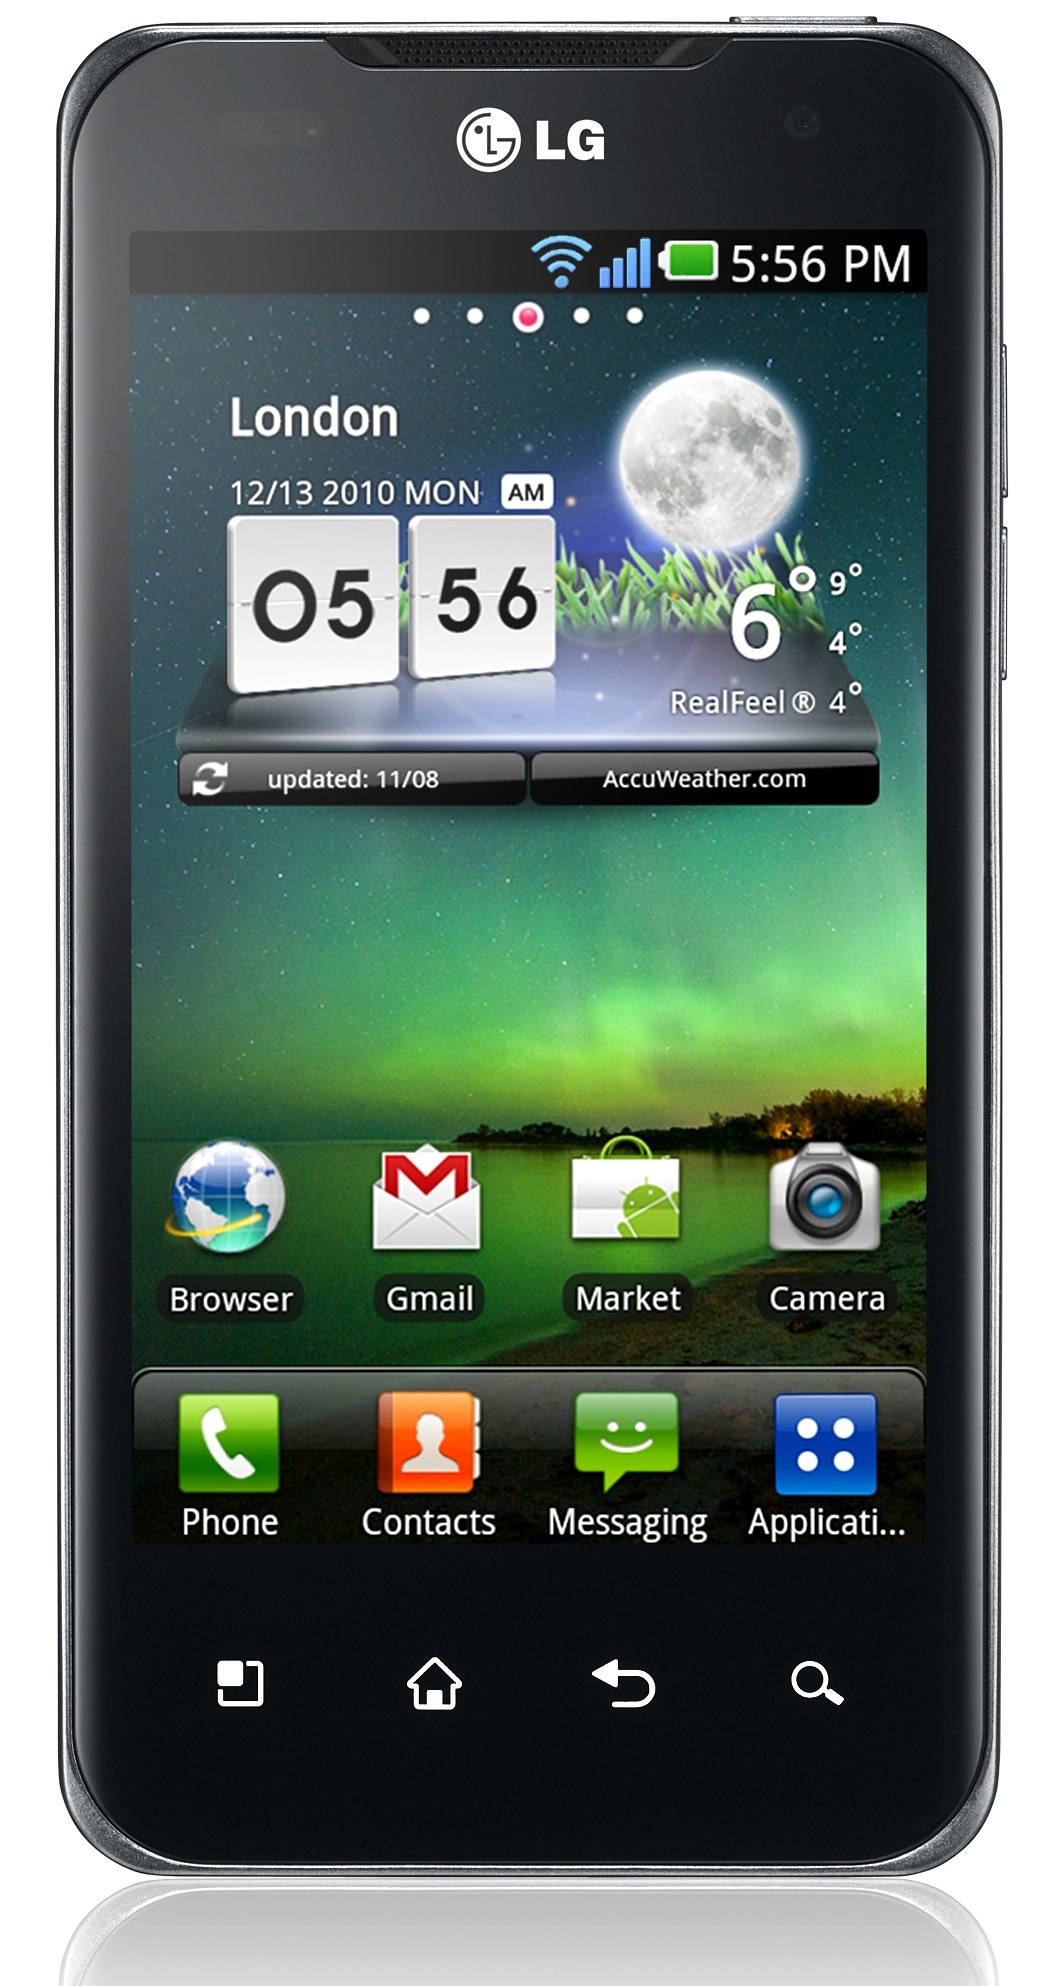 LG
5:56 PM
London
12/13 2010 MON AM
05 56
6° 9°
4°
RealFeel ® 4°
updated: 11/08 AccuWeather.com
Browser Gmail Market Camera
Phone Contacts Messaging Applicati...